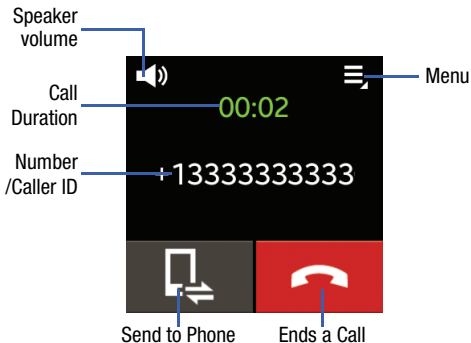 Speaker
volume
Menu
Call
Duration
00:02
Number
/Caller ID
+13333333333
Send to Phone
Ends a Call